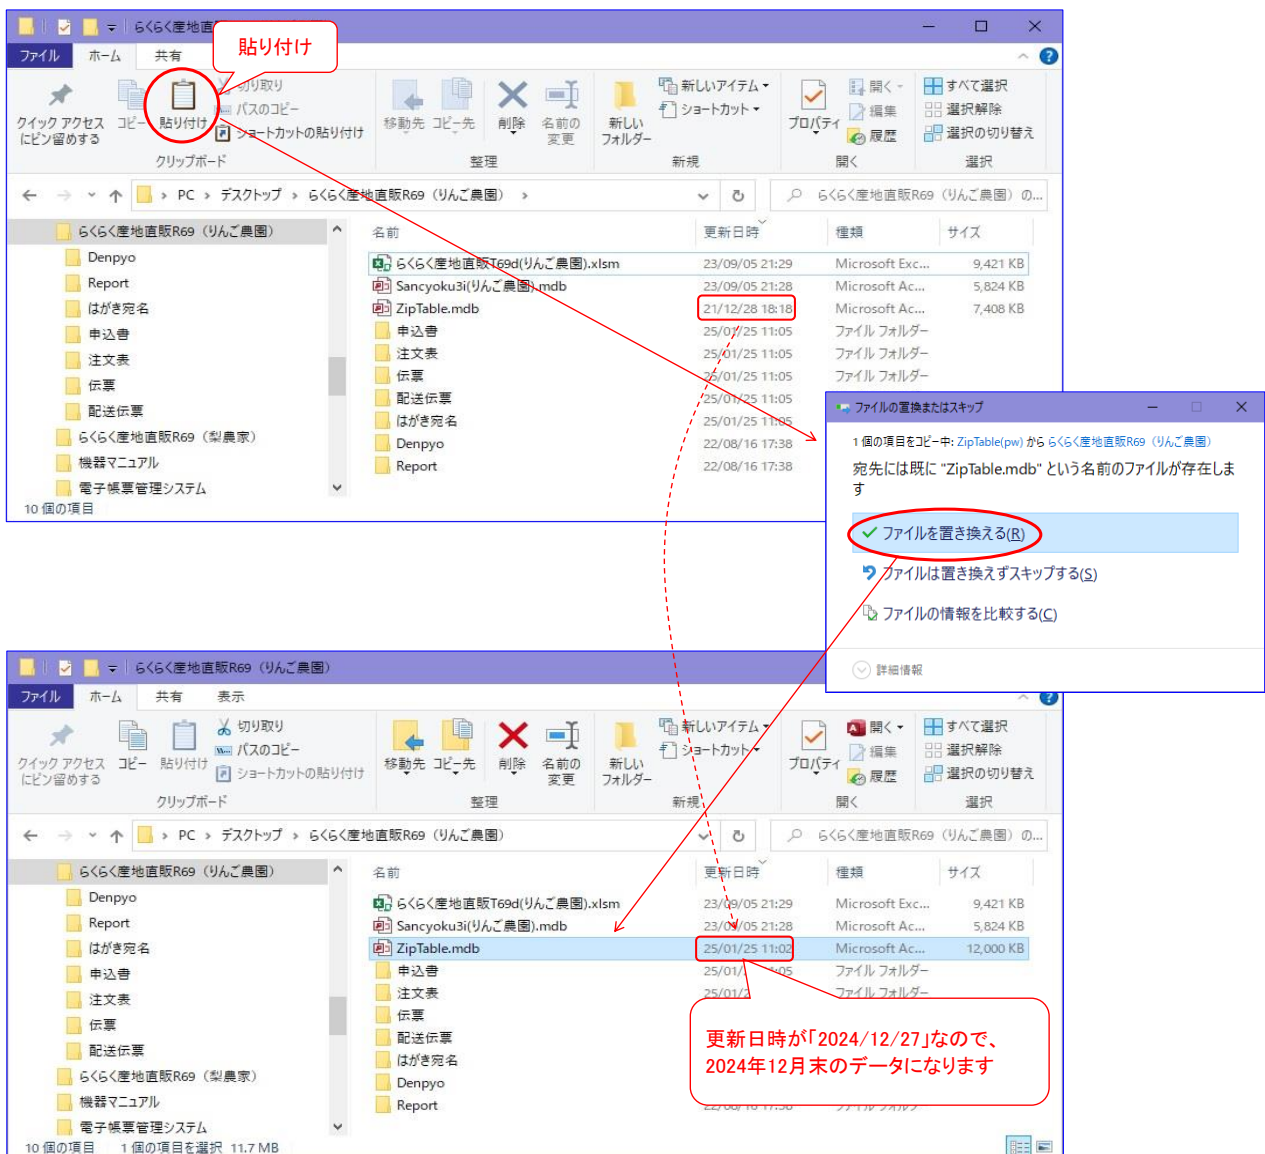 らくらく産地直
貼り付け
ファイル ホーム 共有
クイック アクセス
にピン留めする
コピー
貼り付け
切り取り
パスのコピー
ショートカットの貼り付け
クリップボード
移動先 コピー先 削除 名前の
変更
整理
新しい
フォルダー
新しいアイテム
ショートカット
新規
プロパティ
開く
編集
履歴
開く
すべて選択
選択解除
選択の切り替え
選択
PC › デスクトップ › らくらく産地直販R69（りんご農園） ›
らくらく産地直販R69（りんご農園）の...
らくらく産地直販R69（りんご農園）
Denpyo
Report
はがき宛名
申込書
注文表
伝票
配送伝票
らくらく産地直販R69（梨農家）
機器マニュアル
電子帳票管理システム
名前 更新日時 種類 サイズ
らくらく産地直販T69d(りんご農園).xlsm 23/09/05 21:29 Microsoft Exc... 9,421 KB
Sancyoku3i(りんご農園).mdb 23/09/05 21:28 Microsoft Ac... 5,824 KB
ZipTable.mdb 21/12/28 18:18 Microsoft Ac... 7,408 KB
申込書 25/01/25 11:05 ファイル フォルダー
注文表 25/01/25 11:05 ファイル フォルダー
伝票 25/01/25 11:05 ファイル フォルダー
配送伝票 25/01/25 11:05
はがき宛名 25/01/25 11:05
Denpyo 22/08/16 17:38
Report 22/08/16 17:38
10 個の項目
ファイルの置換またはスキップ
1 個の項目をコピー中: ZipTable(pw) から らくらく産地直販R69（りんご農園）
宛先には既に "ZipTable.mdb" という名前のファイルが存在しま
す
ファイルを置き換える(R)
ファイルは置き換えずスキップする(S)
ファイルの情報を比較する(C)
詳細情報
らくらく産地直販R69（りんご農園）
ファイル ホーム 共有 表示
クイック アクセス
にピン留めする
コピー
貼り付け
切り取り
パスのコピー
ショートカットの貼り付け
クリップボード
移動先 コピー先 削除 名前の
変更
整理
新しい
フォルダー
新しいアイテム
ショートカット
新規
プロパティ
開く
編集
履歴
開く
すべて選択
選択解除
選択の切り替え
選択
PC › デスクトップ › らくらく産地直販R69（りんご農園）
らくらく産地直販R69（りんご農園）の...
らくらく産地直販R69（りんご農園）
Denpyo
Report
はがき宛名
申込書
注文表
伝票
配送伝票
らくらく産地直販R69（梨農家）
機器マニュアル
電子帳票管理システム
名前 更新日時 種類 サイズ
らくらく産地直販T69d(りんご農園).xlsm 23/09/05 21:29 Microsoft Exc... 9,421 KB
Sancyoku3i(りんご農園).mdb 23/09/05 21:28 Microsoft Ac... 5,824 KB
ZipTable.mdb 25/01/25 11:02 Microsoft Ac... 12,000 KB
申込書 25/01/ 1:05 ファイル フォルダー
注文表 25/01/2 ファイル フォルダー
伝票
配送伝票
はがき宛名
Denpyo
Report
更新日時が「2024/12/27」なので、
2024年12月末のデータになります
10 個の項目 1 個の項目を選択 11.7 MB